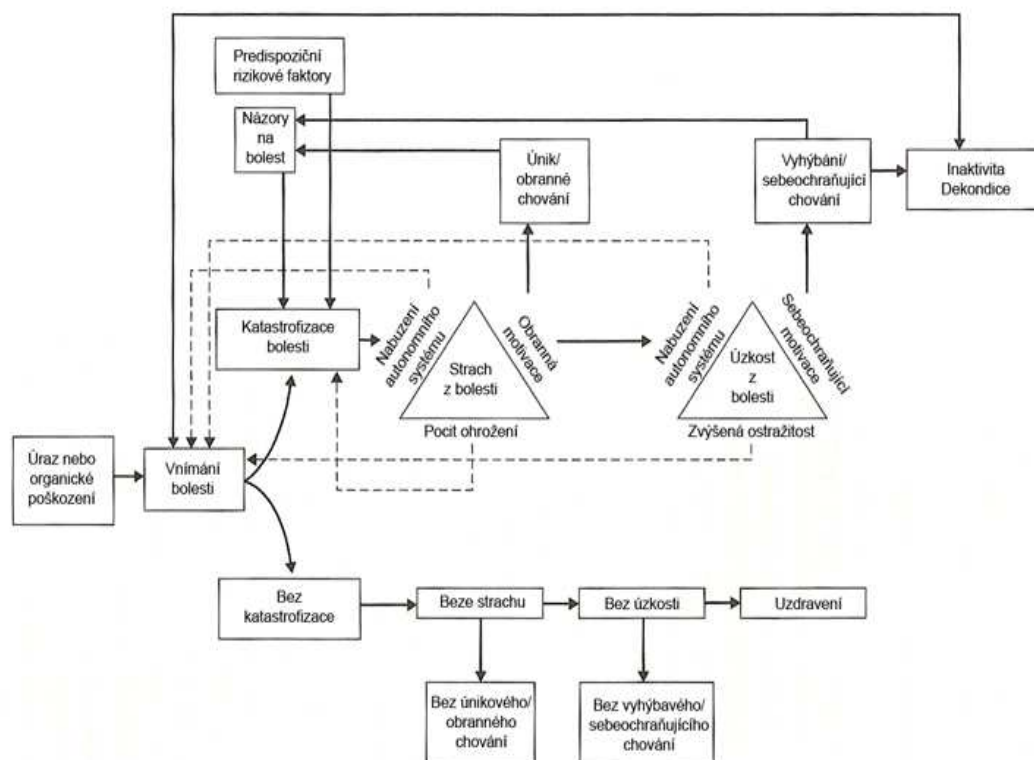 Predispoziční
rizikové faktory
Názory
na
bolest
Únik/
obranné
chování
Vyhýbání/
sebeochraňující
chování
Inaktivita
Dekondice
Katastrofizace
bolesti
Nabuzení
autonomního
systému
Strach
z bolesti
Obranná
motivace
Pocit ohrožení
Nabuzení
autonomního
systému
Úzkost
z
bolesti
Sebeochraňující
motivace
Zvýšená ostražitost
Úraz nebo
organické
poškození
Vnímání
bolesti
Bez
katastrofizace
Beze strachu
Bez úzkosti
Uzdravení
Bez únikového/
obranného
chování
Bez vyhýbavého/
sebeochraňujícího
chování